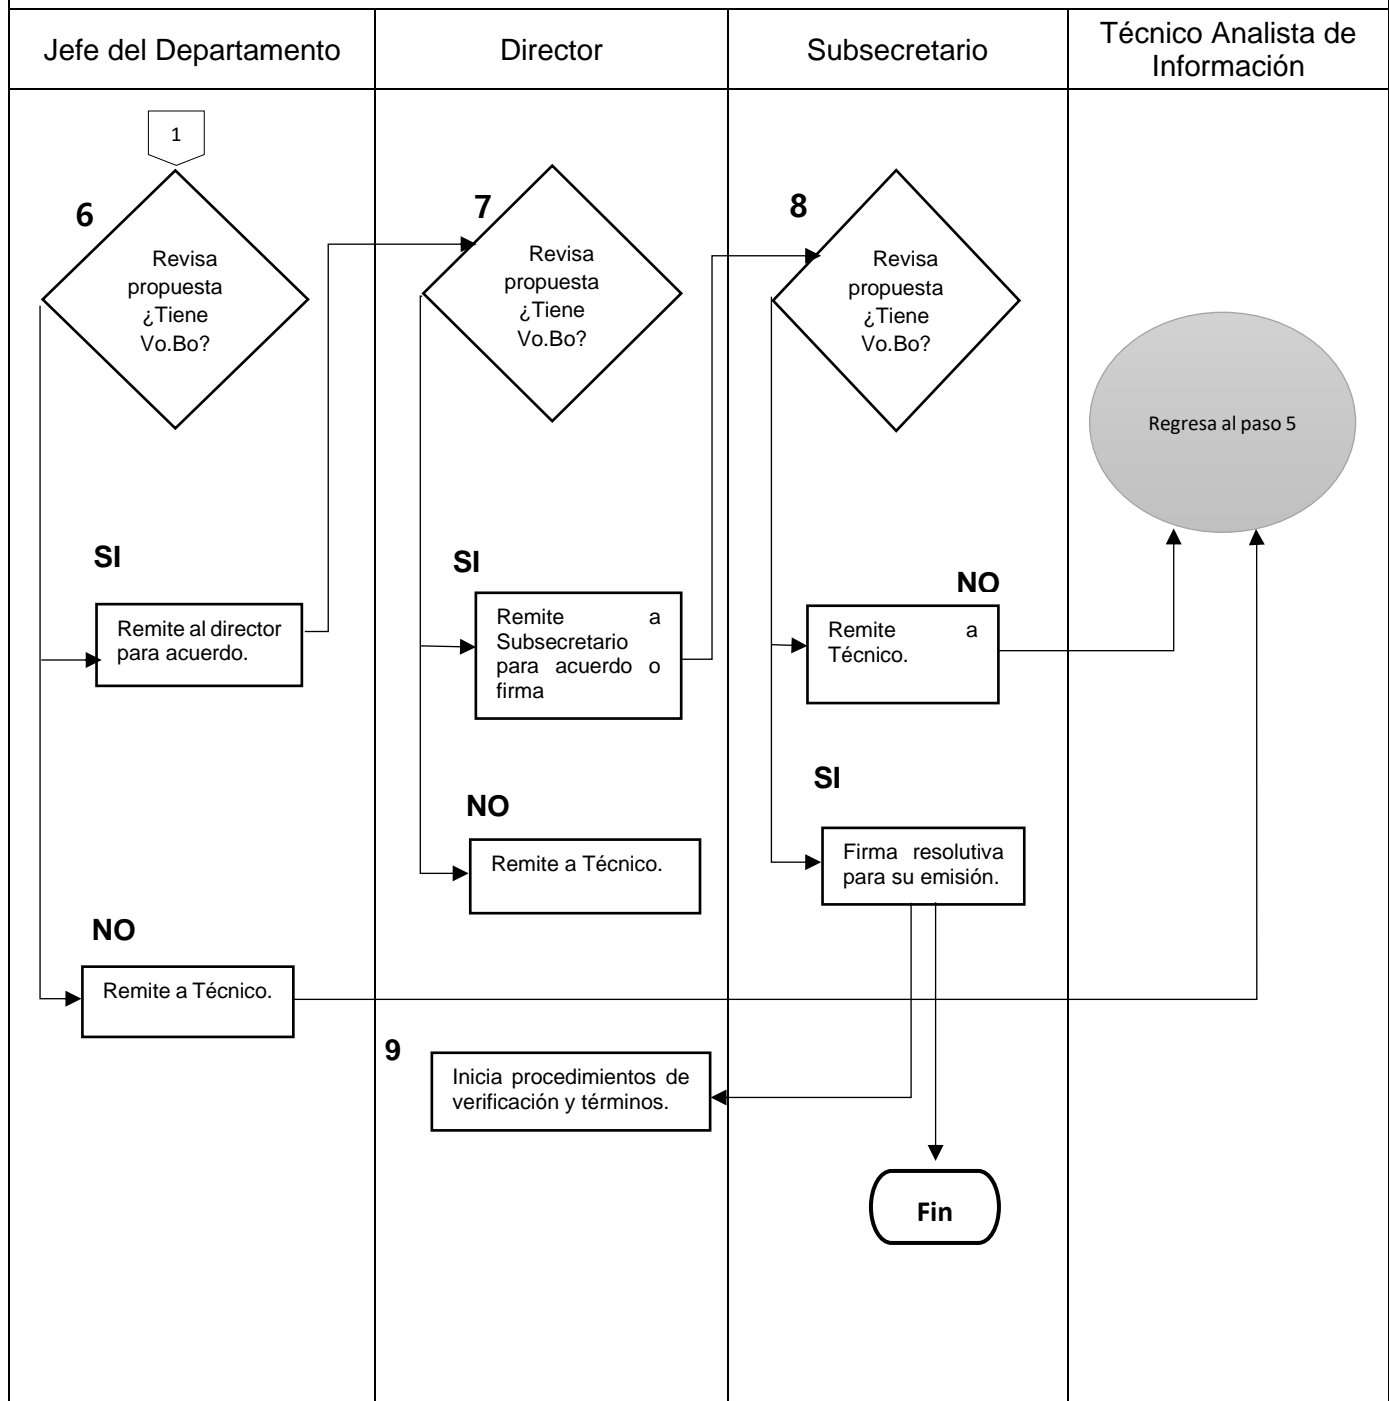 Jefe del Departamento
Director
Subsecretario
Técnico Analista de
Información
1
6
Revisa
propuesta
¿Tiene
Vo.Bo?
7
Revisa
propuesta
¿Tiene
Vo.Bo?
8
Revisa
propuesta
¿Tiene
Vo.Bo?
Regresa al paso 5
SI
Remite al director
para acuerdo.
SI
Remite a
Subsecretario
para acuerdo o
firma
NO
Remite a
Técnico.
NO
Remite a Técnico.
SI
Firma resolutiva
para su emisión.
NO
Remite a Técnico.
9
Inicia procedimientos de
verificación y términos.
Fin